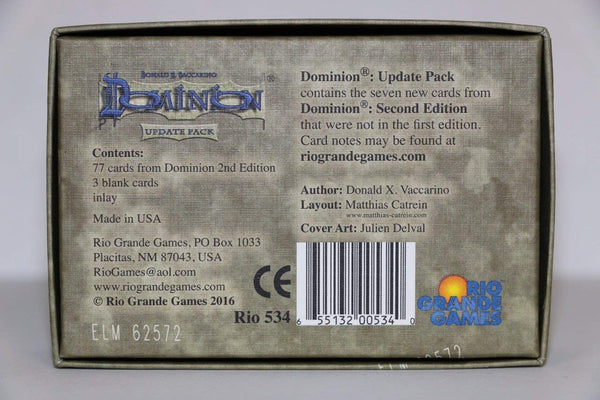 DONALD X. VACCARINO
DOMINION®
UPDATE PACK
Contents:
77 cards from Dominion 2nd Edition
3 blank cards
inlay
Made in USA
Rio Grande Games, PO Box 1033
Placitas, NM 87043, USA
RioGames@aol.com
www.riograndegames.com
© Rio Grande Games 2016
ELM 62572
Dominion®: Update Pack
contains the seven new cards from
Dominion®: Second Edition
that were not in the first edition.
Card notes may be found at
riograndegames.com
Author: Donald X. Vaccarino
Layout: Matthias Catrein
www.matthias-catrein.com
Cover Art: Julien Delval
CE
Rio 534
6 55132 00534 0
RIO
GRANDE
GAMES